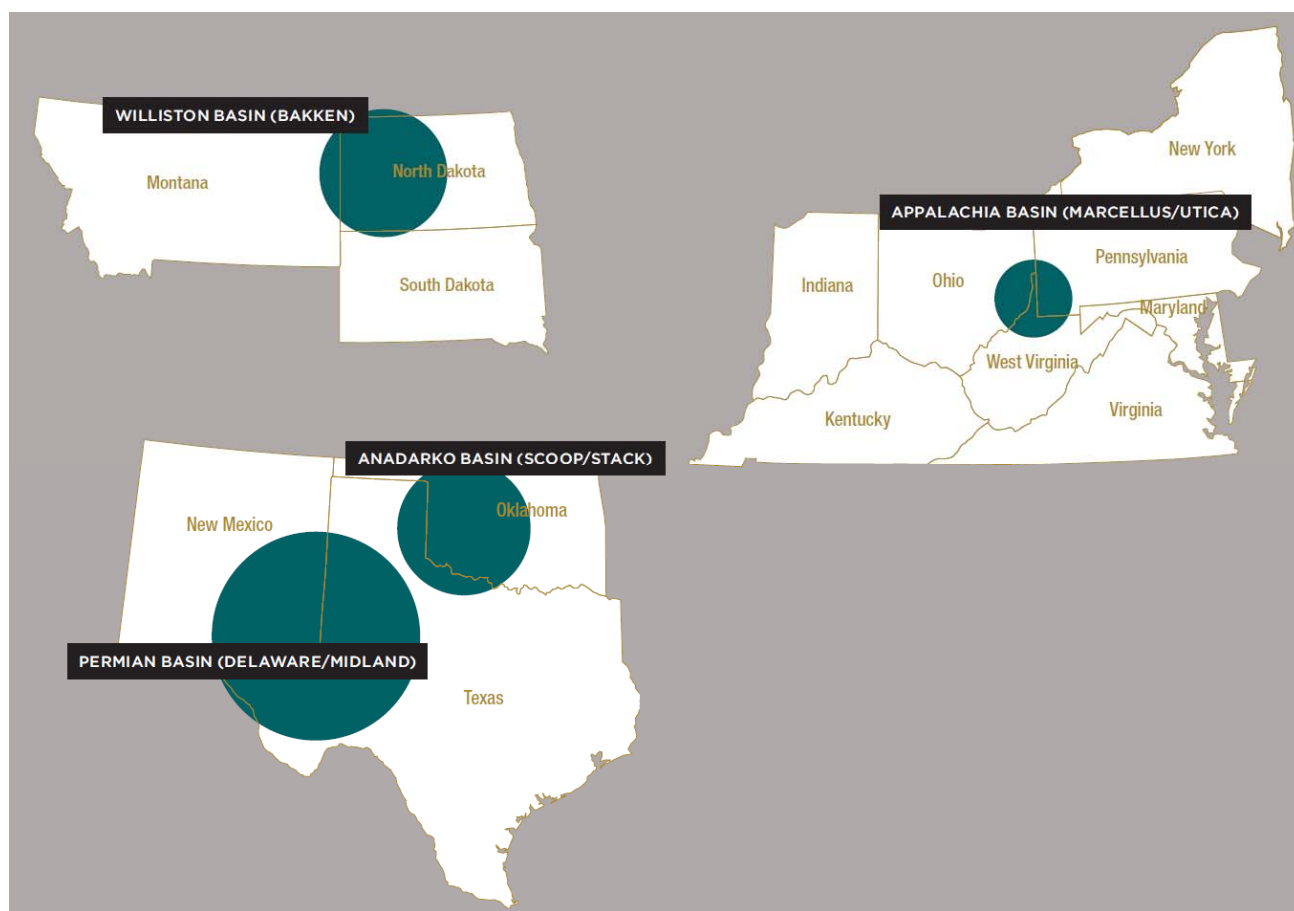 WILLISTON BASIN (BAKKEN)
Montana
North Dakota
South Dakota
New York
APPALACHIA BASIN (MARCELLUS/UTICA)
Pennsylvania
Indiana
Ohio
Maryland
West Virginia
Kentucky
Virginia
ANADARKO BASIN (SCOOP/STACK)
New Mexico
Oklahoma
PERMIAN BASIN (DELAWARE/MIDLAND)
Texas